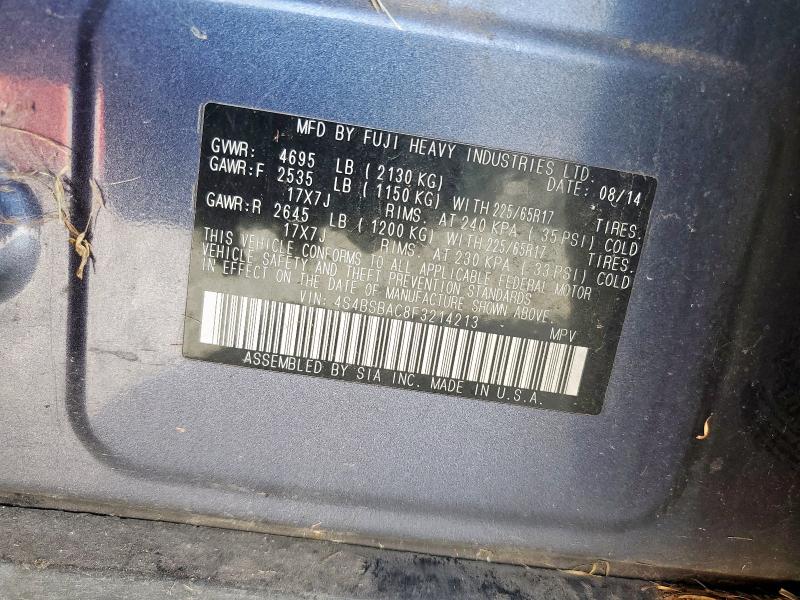 MFD BY FUJI HEAVY INDUSTRIES LTD.
GVWR: 4695 LB ( 2130 KG) DATE: 08/14
GAWR:F 2535 LB ( 1150 KG) WITH 225/65R17 TIRES.
17X7J RIMS. AT 240 KPA ( 35 PSI) COLD
GAWR:R 2645 LB ( 1200 KG) WITH 225/65R17 TIRES.
17X7J RIMS. AT 230 KPA ( 33 PSI) COLD
THIS VEHICLE CONFORMS TO ALL APPLICABLE FEDERAL MOTOR
VEHICLE SAFETY AND THEFT PREVENTION STANDARDS
IN EFFECT ON THE DATE OF MANUFACTURE SHOWN ABOVE.
VIN: 4S4BSBAC8F3214213 MPV
ASSEMBLED BY SIA INC. MADE IN U.S.A.